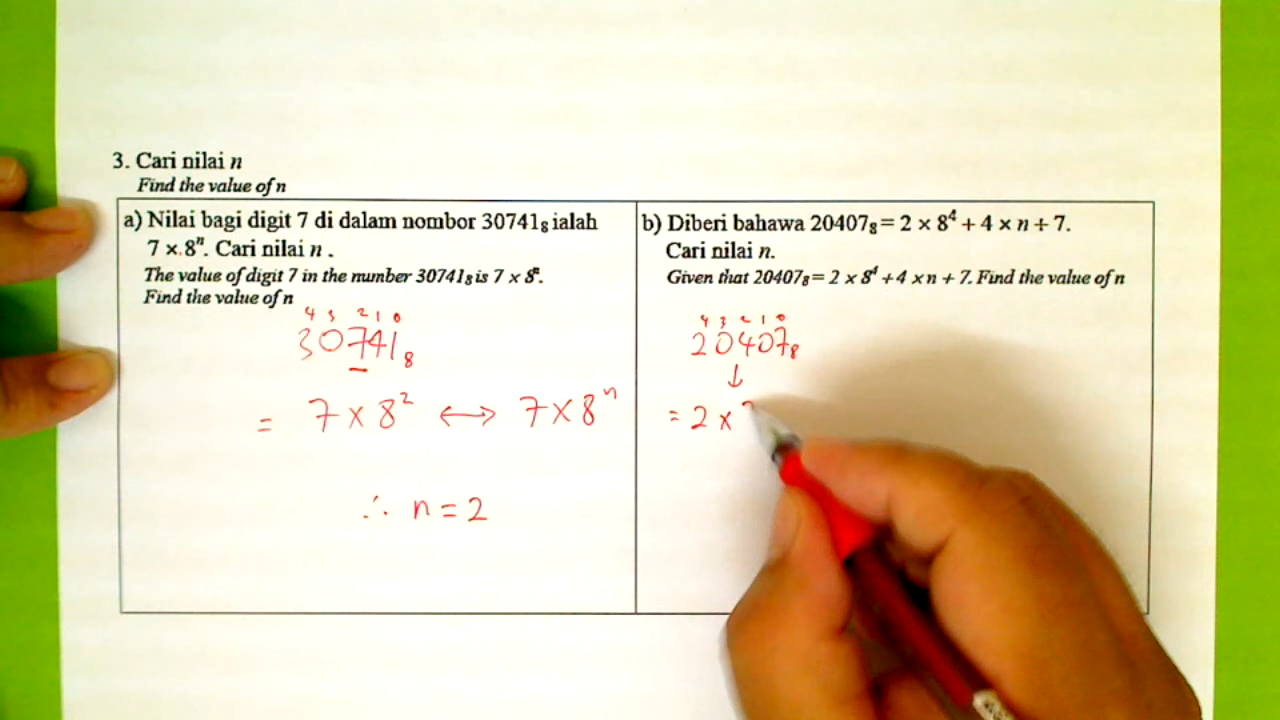 3. Cari nilai n
Find the value of n
a) Nilai bagi digit 7 di dalam nombor 30741₈ ialah
7 × 8ⁿ. Cari nilai n .
The value of digit 7 in the number 30741₈ is 7 × 8ⁿ.
Find the value of n
4 3 2 1 0
30741₈
= 7 × 8² ↔ 7 × 8ⁿ
∴ n = 2
b) Diberi bahawa 20407₈ = 2 × 8⁴ + 4 × n + 7.
Cari nilai n.
Given that 20407₈ = 2 × 8⁴ + 4 × n + 7. Find the value of n
4 3 2 1 0
20407₈
↓
= 2 ×